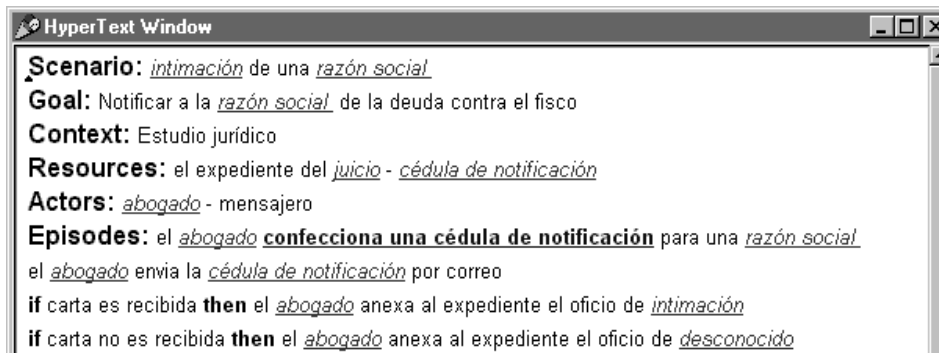 HyperText Window
Scenario: intimación de una razón social
Goal: Notificar a la razón social de la deuda contra el fisco
Context: Estudio jurídico
Resources: el expediente del juicio - cédula de notificación
Actors: abogado - mensajero
Episodes: el abogado confecciona una cédula de notificación para una razón social
el abogado envia la cédula de notificación por correo
if carta es recibida then el abogado anexa al expediente el oficio de intimación
if carta no es recibida then el abogado anexa al expediente el oficio de desconocido